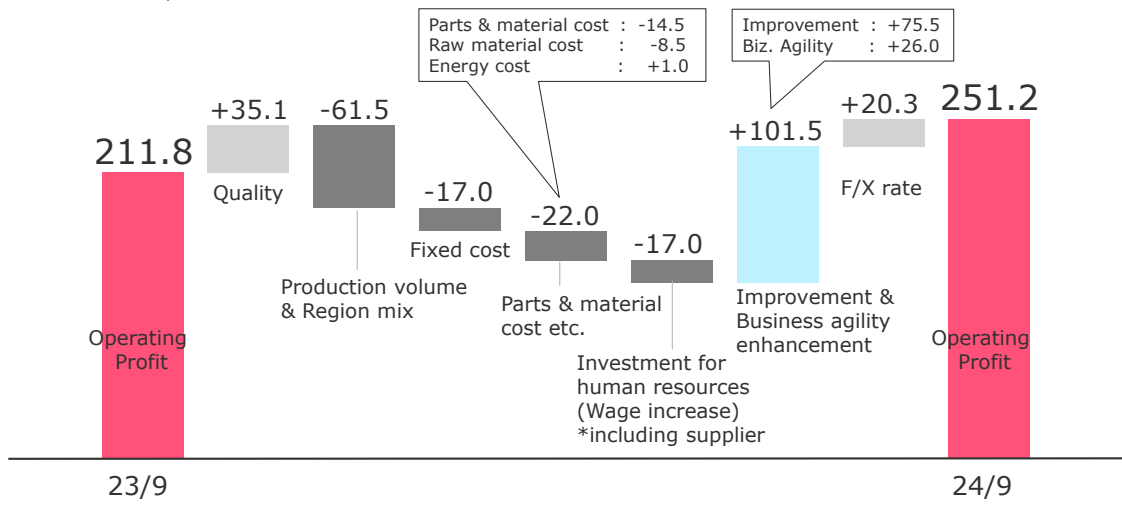 Parts & material cost : -14.5
Raw material cost : -8.5
Energy cost : +1.0
Improvement : +75.5
Biz. Agility : +26.0
211.8
+35.1
Quality
-61.5
Production volume
& Region mix
-17.0
Fixed cost
-22.0
Parts & material
cost etc.
-17.0
Investment for
human resources
(Wage increase)
*including supplier
+101.5
Improvement &
Business agility
enhancement
+20.3
F/X rate
251.2
Operating
Profit
Operating
Profit
23/9
24/9